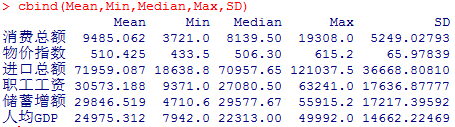 > cbind(Mean,Min,Median,Max,SD)
Mean Min Median Max SD
消费总额 9485.062 3721.0 8139.50 19308.0 5249.02793
物价指数 510.425 433.5 506.30 615.2 65.97839
进口总额 71959.087 18638.8 70957.65 121037.5 36668.80810
职工工资 30573.188 9371.0 27080.50 63241.0 17636.87777
储蓄增额 29846.519 4710.6 29577.67 55915.2 17217.39592
人均GDP 24975.312 7942.0 22313.00 49992.0 14662.22469